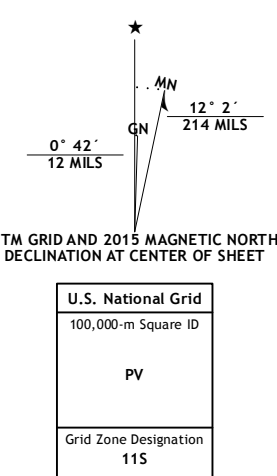 ★
MN
GN
12° 2´
214 MILS
0° 42´
12 MILS
TM GRID AND 2015 MAGNETIC NORTH
DECLINATION AT CENTER OF SHEET
U.S. National Grid
100,000-m Square ID
PV
Grid Zone Designation
11S